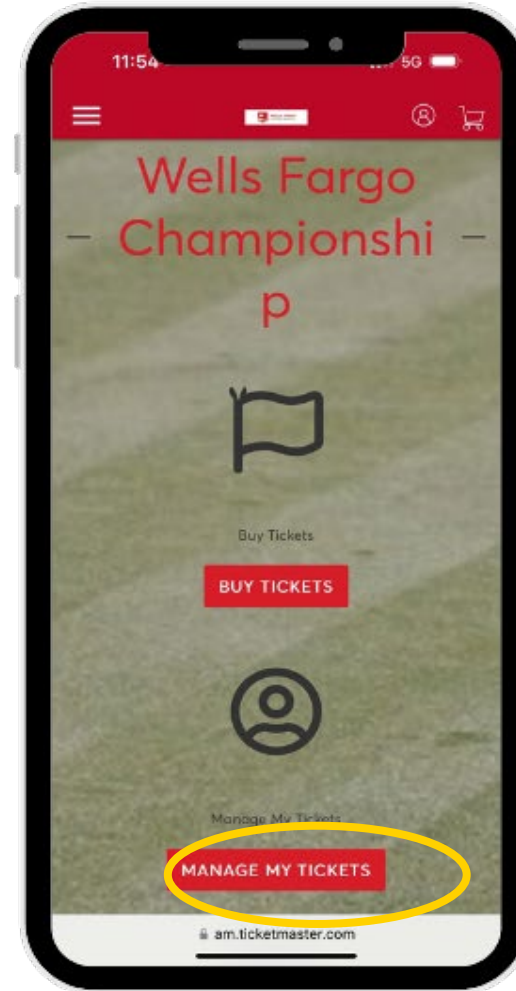 11:54
5G
Wells Fargo
Championshi
p
Buy Tickets
BUY TICKETS
Manage My Tickets
MANAGE MY TICKETS
am.ticketmaster.com